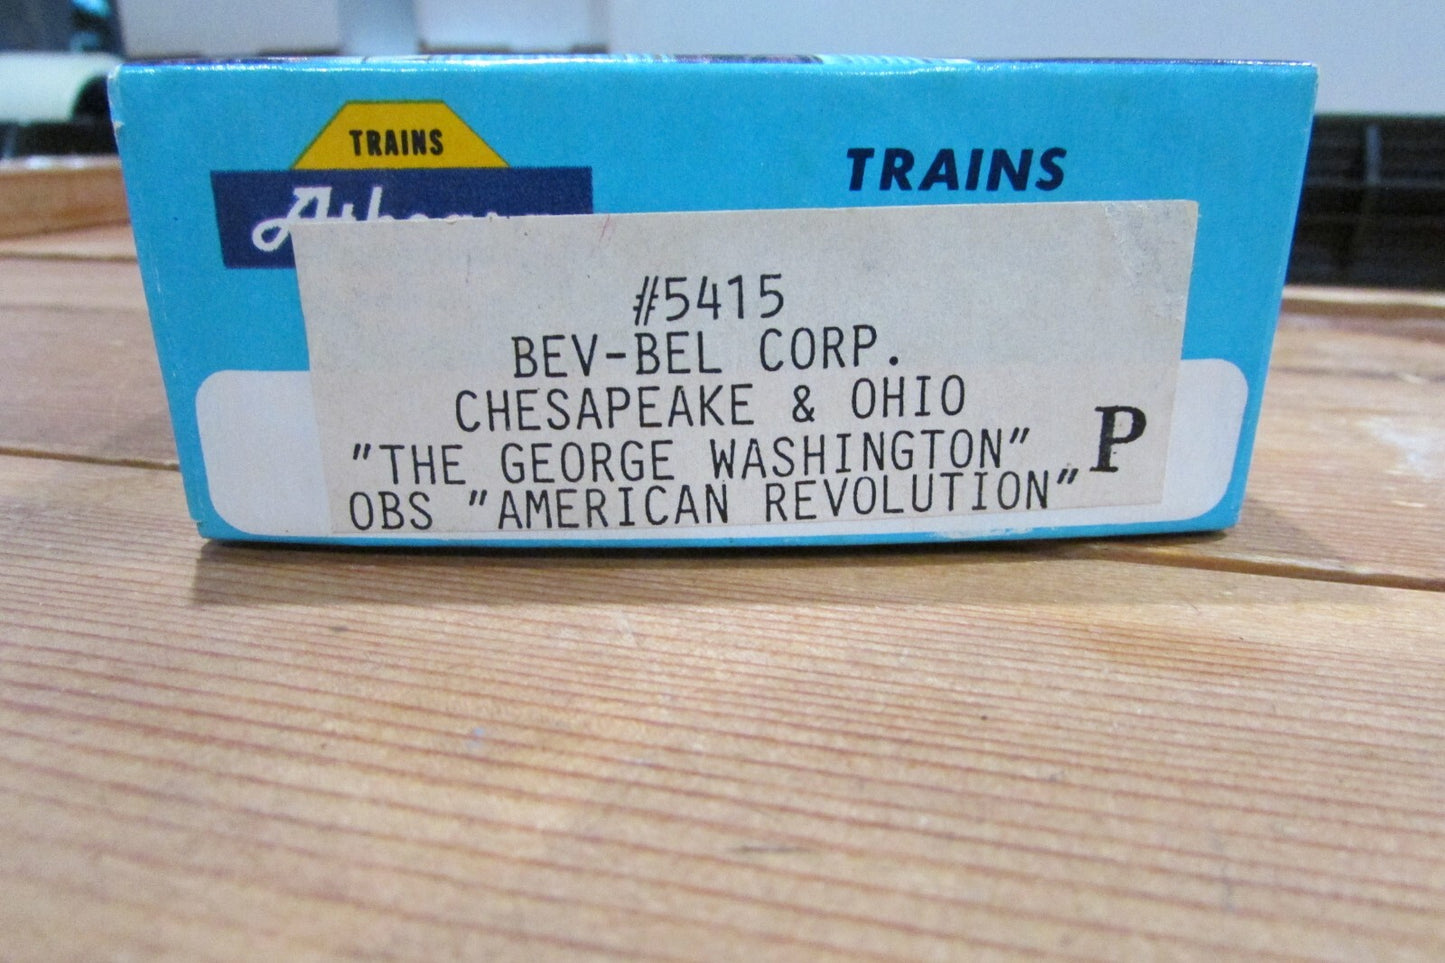 TRAINS
TRAINS
#5415
BEV-BEL CORP.
CHESAPEAKE & OHIO
"THE GEORGE WASHINGTON"
OBS "AMERICAN REVOLUTION"
P